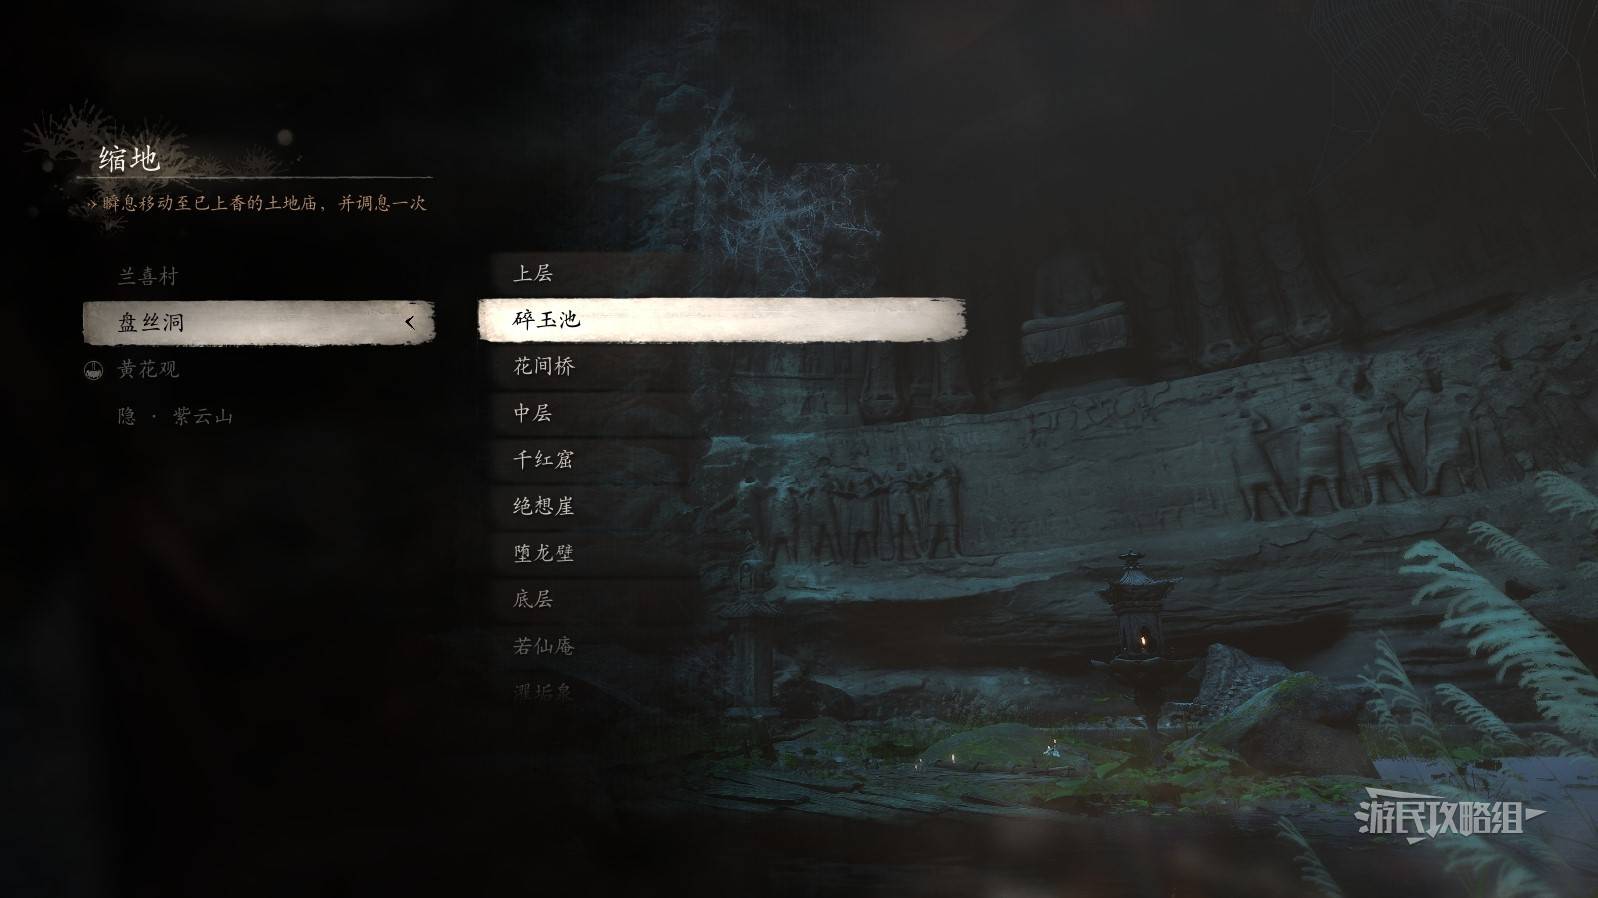 缩地
瞬息移动至已上香的土地庙，并调息一次
兰喜村
盘丝洞
黄花观
隐 · 紫云山
上层
碎玉池
花间桥
中层
千红窟
绝想崖
堕龙壁
底层
若仙庵
濯垢泉
游民攻略组